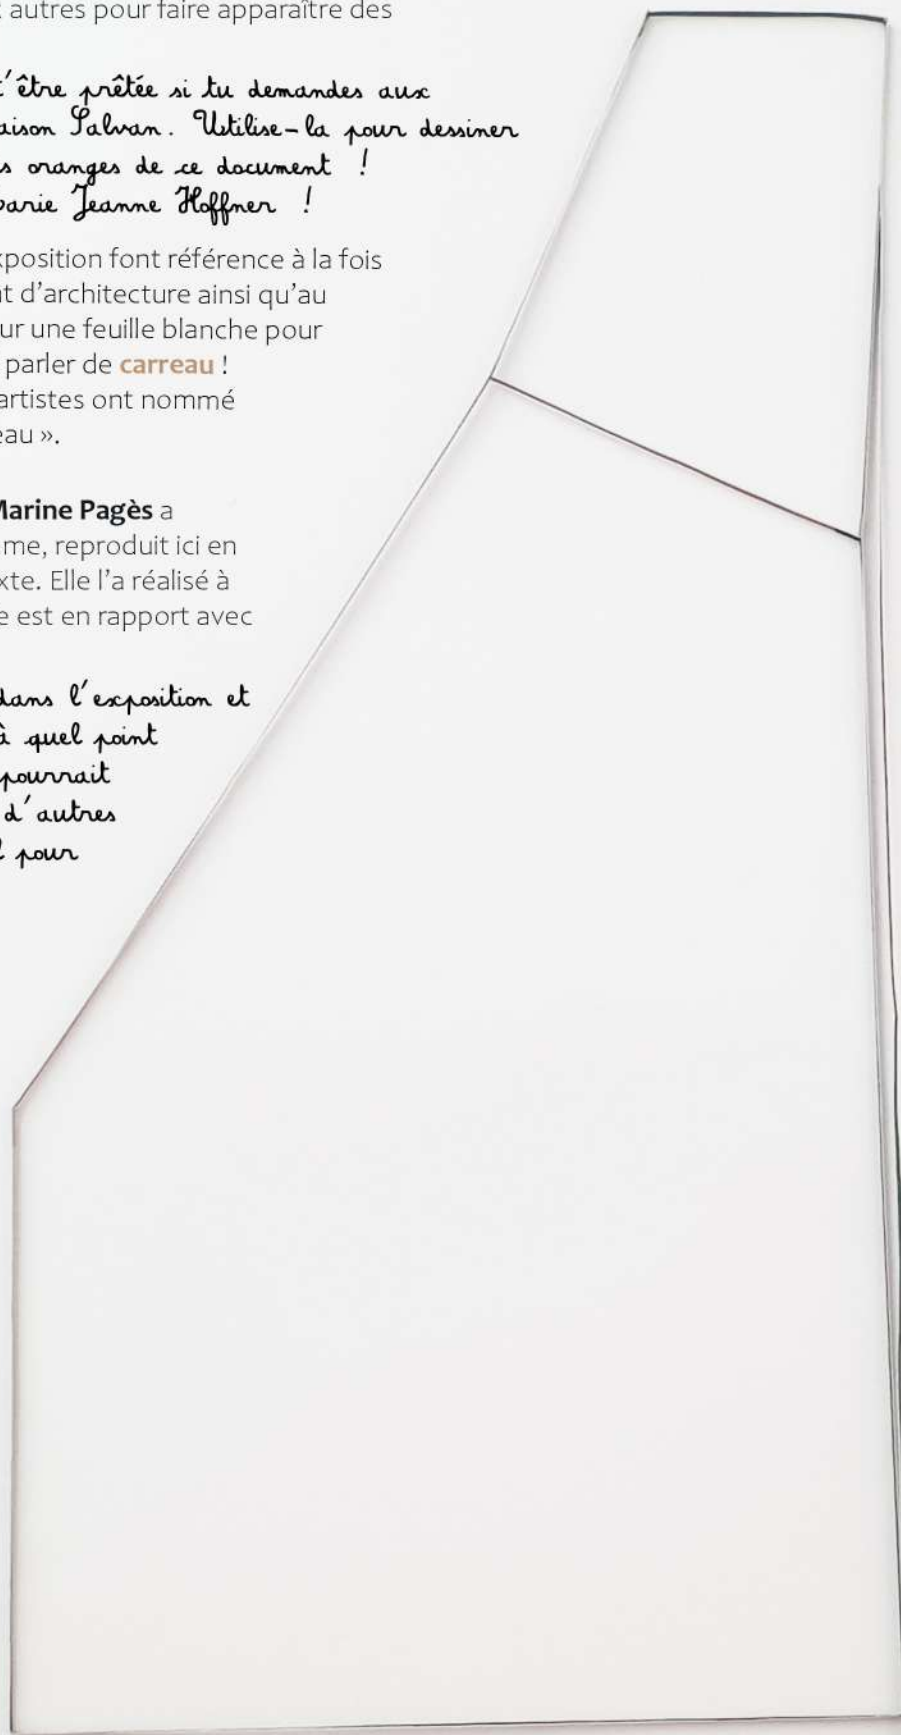 autres pour faire apparaître des
t'être prêtée si tu demandes aux
aison Salvan. Utilise-la pour dessiner
s oranges de ce document !
parie Jeanne Hoffner !
xposition font référence à la fois
t d'architecture ainsi qu'au
ur une feuille blanche pour
parler de carreau !
artistes ont nommé
eau ».
Marine Pagès a
me, reproduit ici en
xte. Elle l'a réalisé à
e est en rapport avec
dans l'exposition et
à quel point
pourrait
d'autres
pour